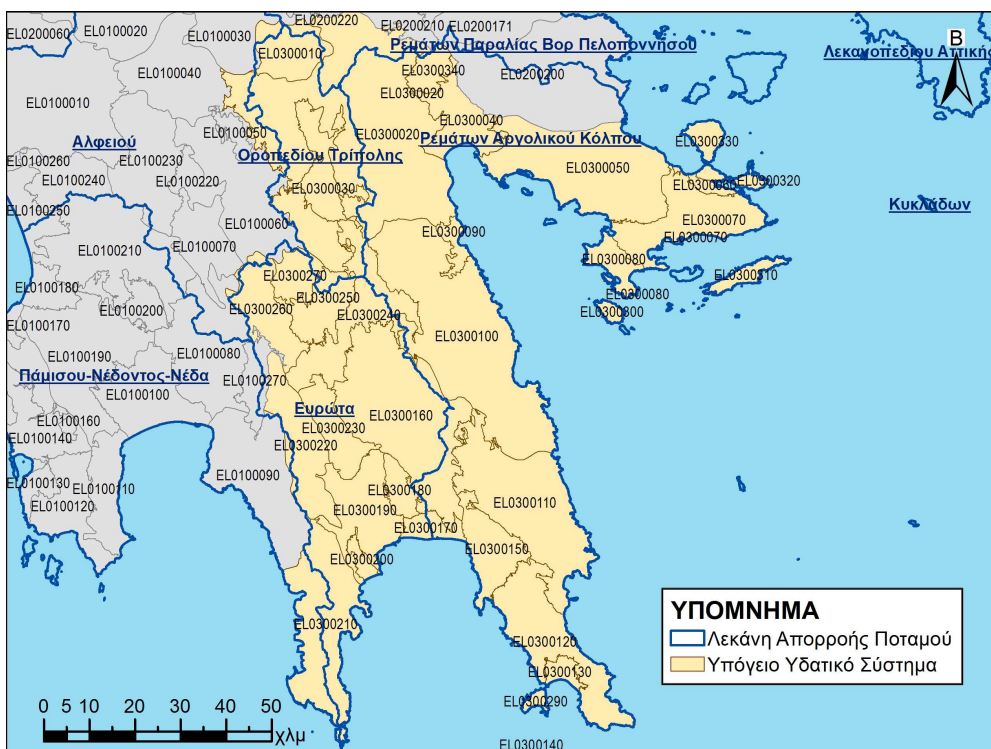 EL0200220
EL0200210
EL0200171
EL0200060
EL0100020
EL0100030
Ρεμάτων Παραλίας Βορ Πελοποννήσου
Λεκανοπεδίου Αττικής
Β
EL0300010
EL0100040
EL0300340
EL0200200
EL0300020
EL0100010
EL0300040
EL0100050
EL0300020
Ρεμάτων Αργολικού Κόλπου
EL0300330
Αλφειού
Οροπεδίου Τρίπολης
EL0100260
EL0100230
EL0300050
EL0100240
EL0100220
EL0300030
EL0300060
EL0300320
Κυκλάδων
EL0100250
EL0100060
EL0300090
EL0300070
EL0300070
EL0100210
EL0100070
EL0300080
EL0300270
EL0300310
EL0100180
EL0300250
EL0300080
EL0100200
EL0300260
EL0300240
EL0300300
EL0100170
EL0300100
EL0100190
EL0100080
Πάμισου-Νέδοντος-Νέδα
EL0100270
EL0100100
Ευρώτα
EL0300160
EL0100160
EL0300230
EL0100140
EL0300220
EL0100090
EL0100130
EL0100110
EL0300180
EL0100120
EL0300190
EL0300110
EL0300170
EL0300150
EL0300200
EL0300210
EL0300120
EL0300130
EL0300290
EL0300140
ΥΠΟΜΝΗΜΑ
Λεκάνη Απορροής Ποταμού
Υπόγειο Υδατικό Σύστημα
0 5 10 20 30 40 50
χλμ